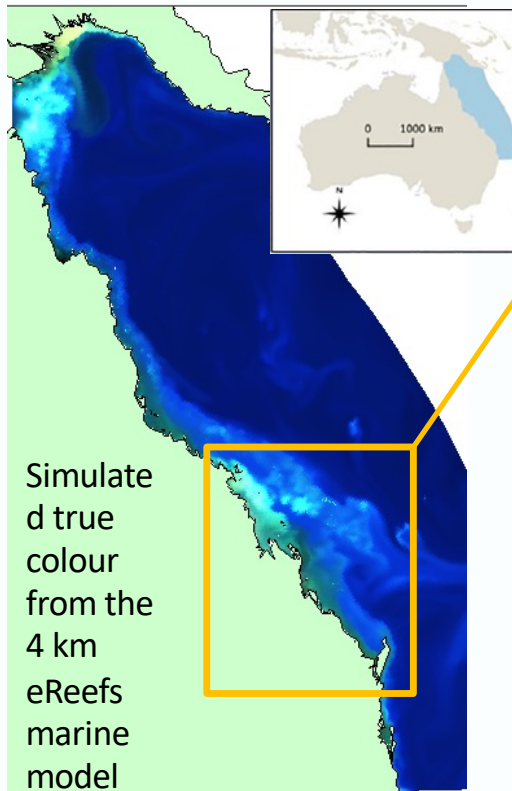 0 1000 km
N
Simulate
d true
colour
from the
4 km
eReefs
marine
model